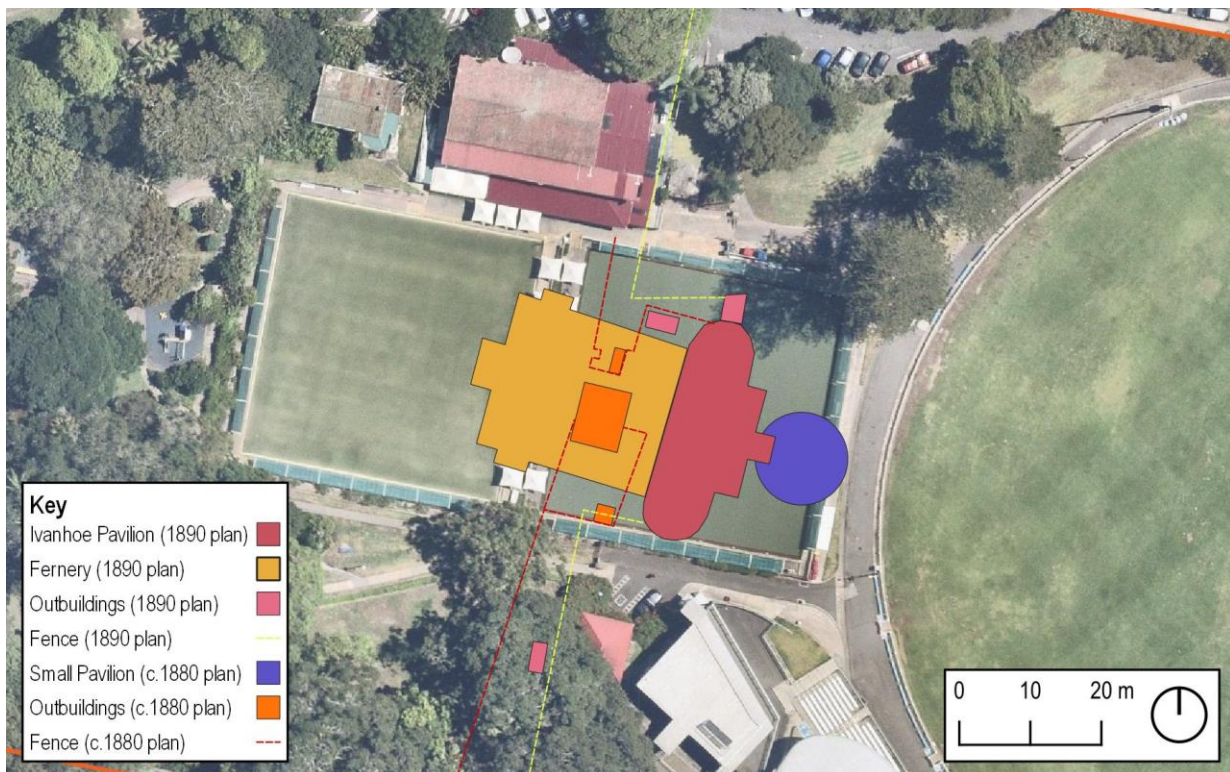 Key
Ivanhoe Pavilion (1890 plan)
Fernery (1890 plan)
Outbuildings (1890 plan)
Fence (1890 plan)
Small Pavilion (c.1880 plan)
Outbuildings (c.1880 plan)
Fence (c.1880 plan)
0 10 20 m